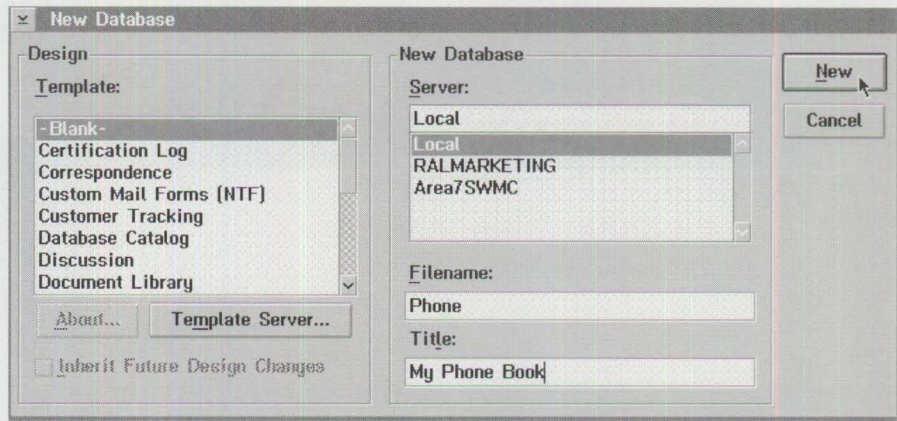 New Database
Design
Template:
-Blank-
Certification Log
Correspondence
Custom Mail Forms (NTF)
Customer Tracking
Database Catalog
Discussion
Document Library
About...
Template Server...
Inherit Future Design Changes
New Database
Server:
Local
Local
RALMARKETING
Area7SWMC
Filename:
Phone
Title:
My Phone Book
New
Cancel